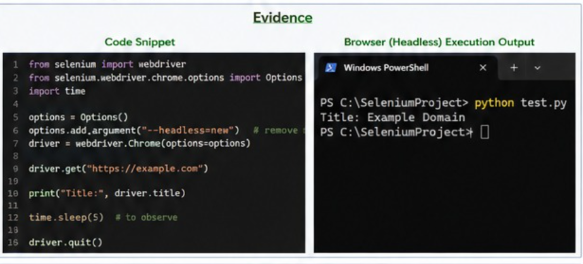 Evidence
Code Snippet
1 from selenium import webdriver
2 from selenium.webdriver.chrome.options import Options
3 import time
4
5 options = Options()
6 options.add_argument("--headless=new") # remove
7 driver = webdriver.Chrome(options=options)
8
9 driver.get("https://example.com")
19
10 print("Title:", driver.title)
11
12 time.sleep(5) # to observe
18
16 driver.quit()
Browser (Headless) Execution Output
Windows PowerShell
PS C:\SeleniumProject> python test.py
Title: Example Domain
PS C:\SeleniumProject>